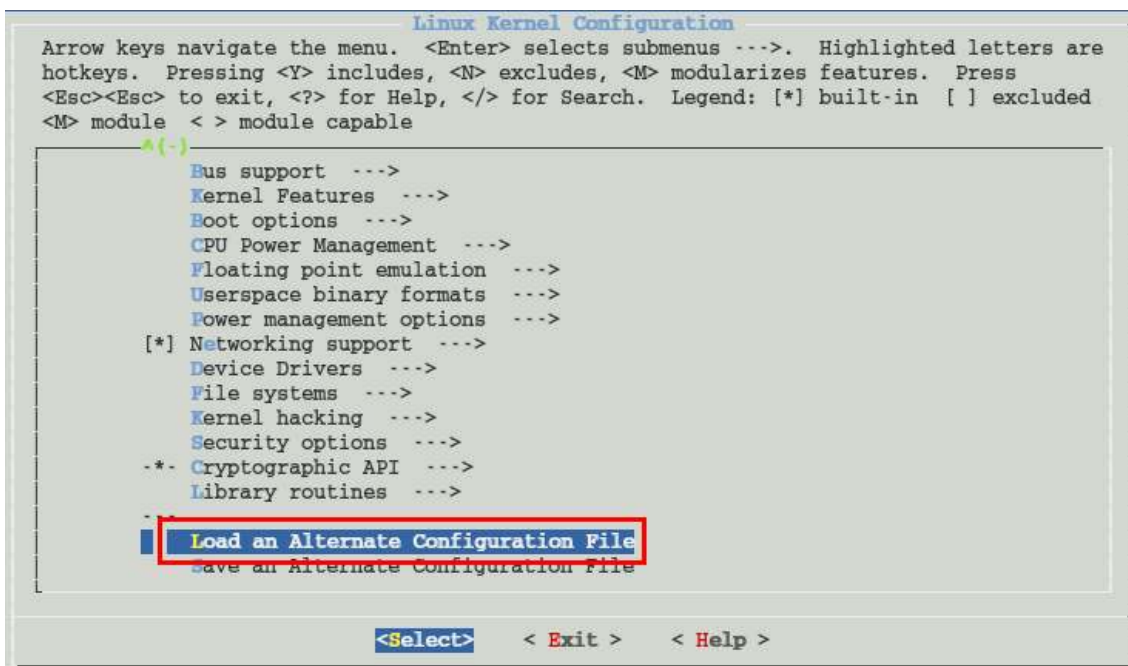 Linux Kernel Configuration
Arrow keys navigate the menu.  <Enter> selects submenus --->.  Highlighted letters are
hotkeys.  Pressing <Y> includes, <N> excludes, <M> modularizes features.  Press
<Esc><Esc> to exit, <?> for Help, </> for Search.  Legend: [*] built-in  [ ] excluded
<M> module  < > module capable
^(-)
Bus support  --->
Kernel Features  --->
Boot options  --->
CPU Power Management  --->
Floating point emulation  --->
Userspace binary formats  --->
Power management options  --->
[*] Networking support  --->
Device Drivers  --->
File systems  --->
Kernel hacking  --->
Security options  --->
-*- Cryptographic API  --->
Library routines  --->
---
Load an Alternate Configuration File
Save an Alternate Configuration File
<Select>    < Exit >    < Help >